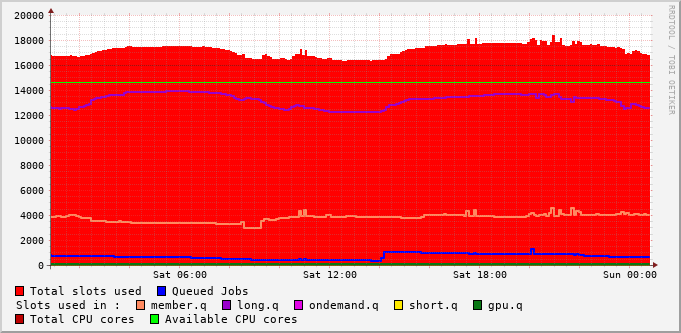 RRDTOOL / TOBI OETIKER
20000
18000
16000
14000
12000
10000
8000
6000
4000
2000
0
Sat 06:00 Sat 12:00 Sat 18:00 Sun 00:00
Total slots used Queued Jobs
Slots used in : member.q long.q ondemand.q short.q gpu.q
Total CPU cores Available CPU cores